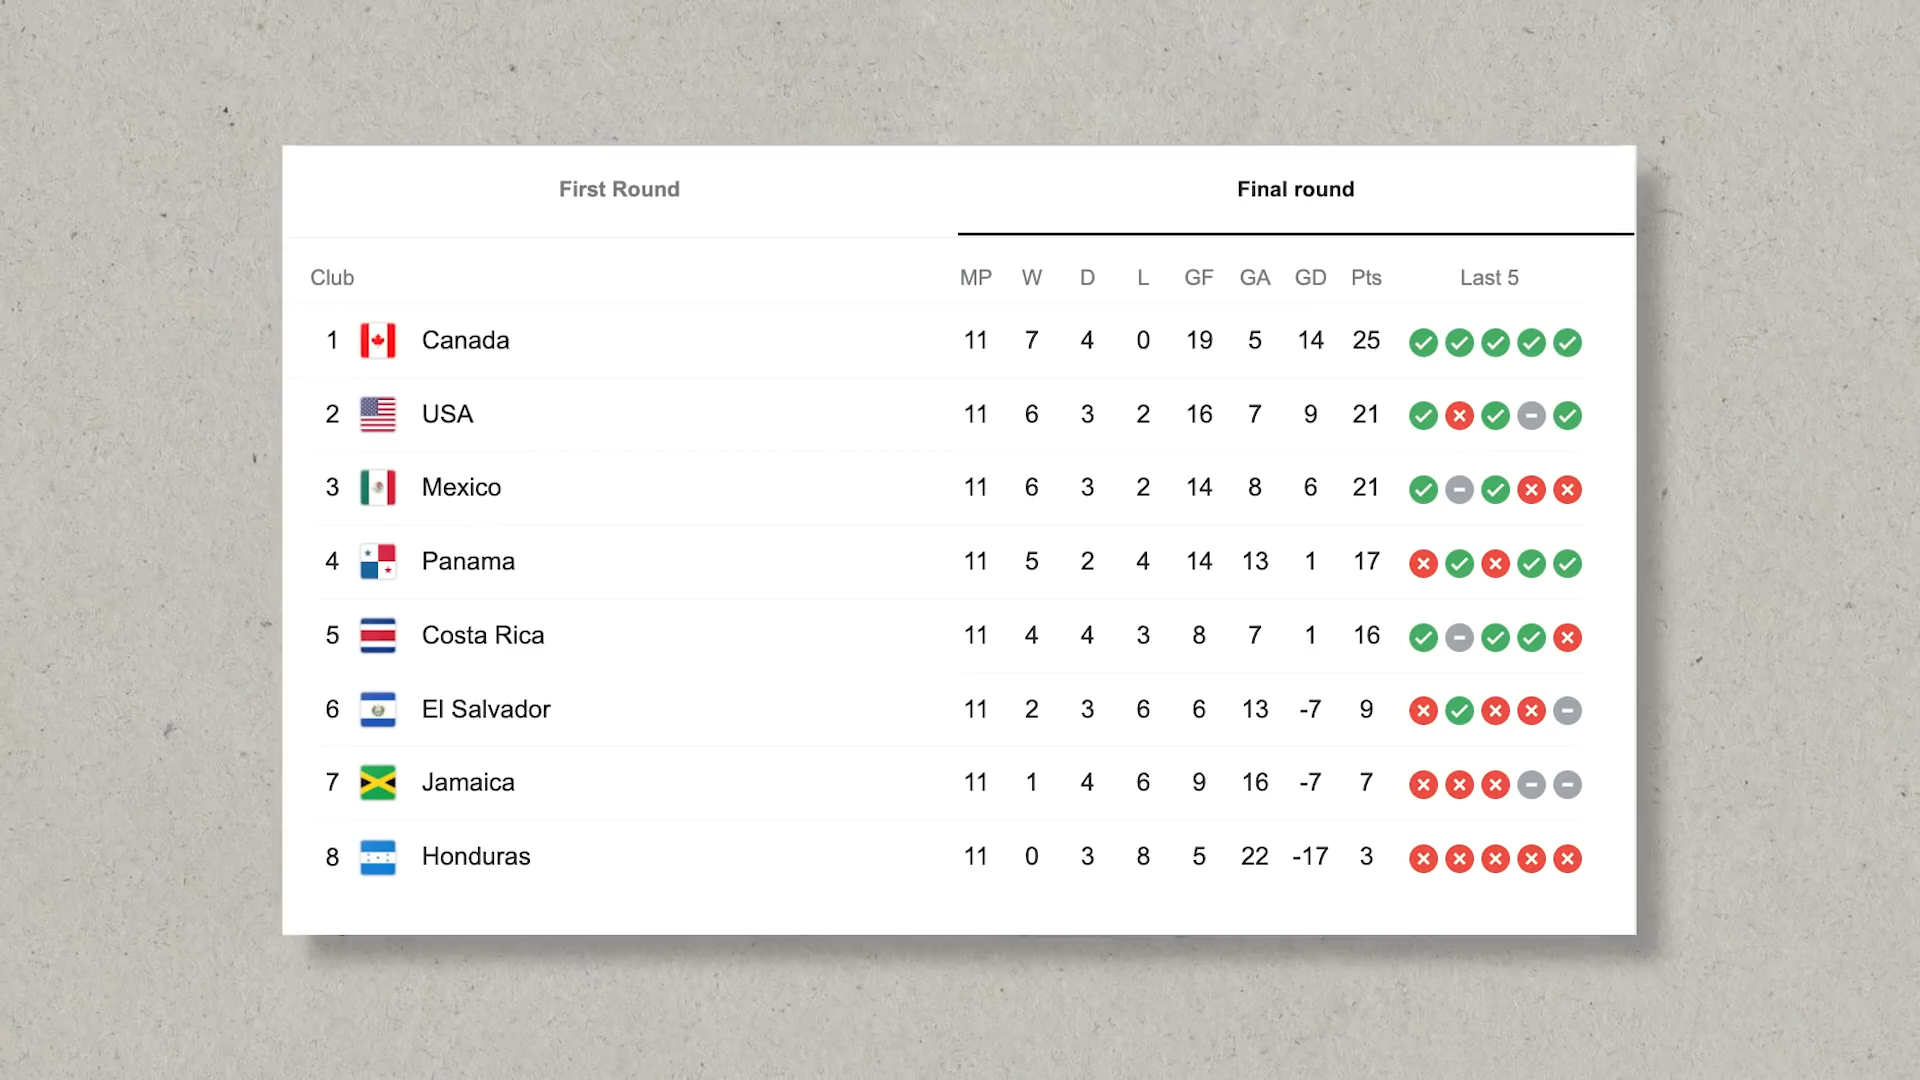 First Round Final round
Club MP W D L GF GA GD Pts Last 5
1 Canada 11 7 4 0 19 5 14 25
2 USA 11 6 3 2 16 7 9 21
3 Mexico 11 6 3 2 14 8 6 21
4 Panama 11 5 2 4 14 13 1 17
5 Costa Rica 11 4 4 3 8 7 1 16
6 El Salvador 11 2 3 6 6 13 -7 9
7 Jamaica 11 1 4 6 9 16 -7 7
8 Honduras 11 0 3 8 5 22 -17 3